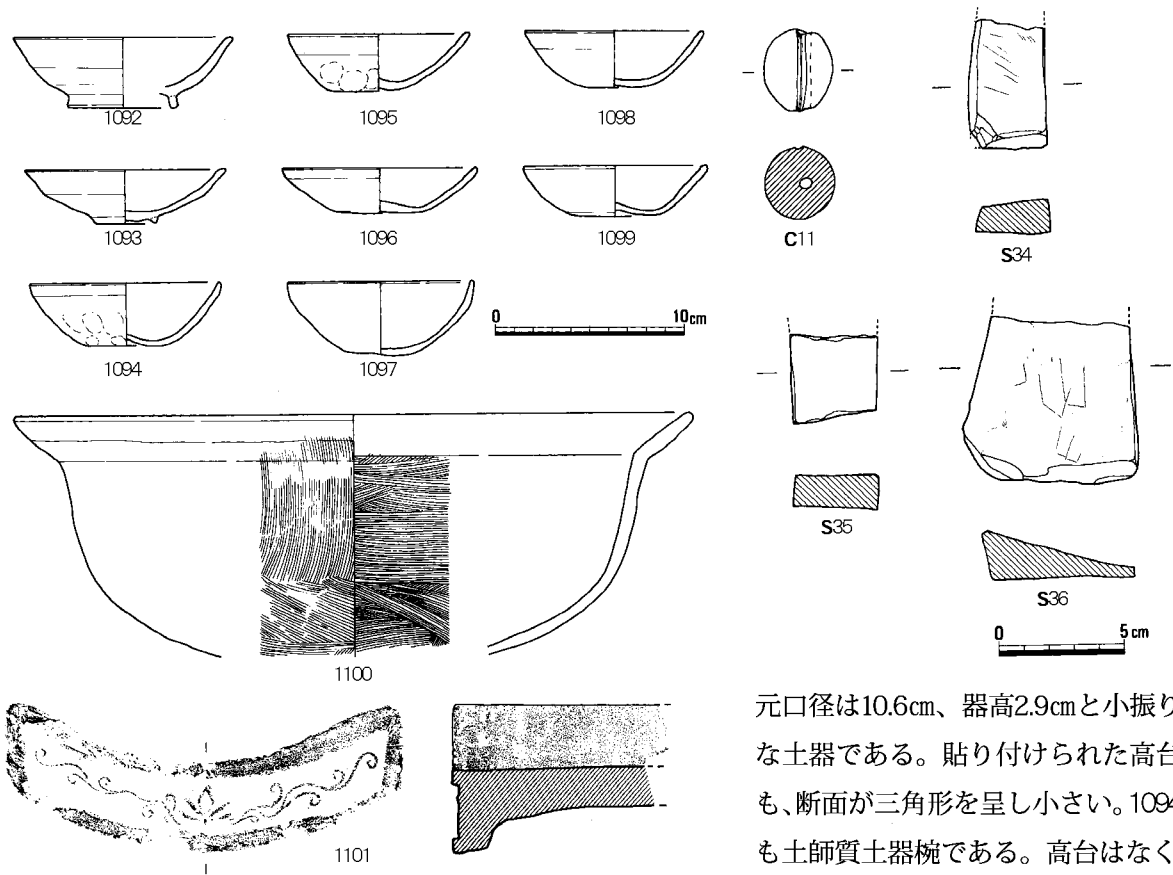 1092
1095
1098
1093
1096
1099
C11
S34
1094
1097
0 10cm
1100
S35
S36
0 5cm
1101
元口径は10.6cm、器高2.9cmと小振り
な土器である。貼り付けられた高台
も、断面が三角形を呈し小さい。1094
も土師質土器椀である。高台はなく